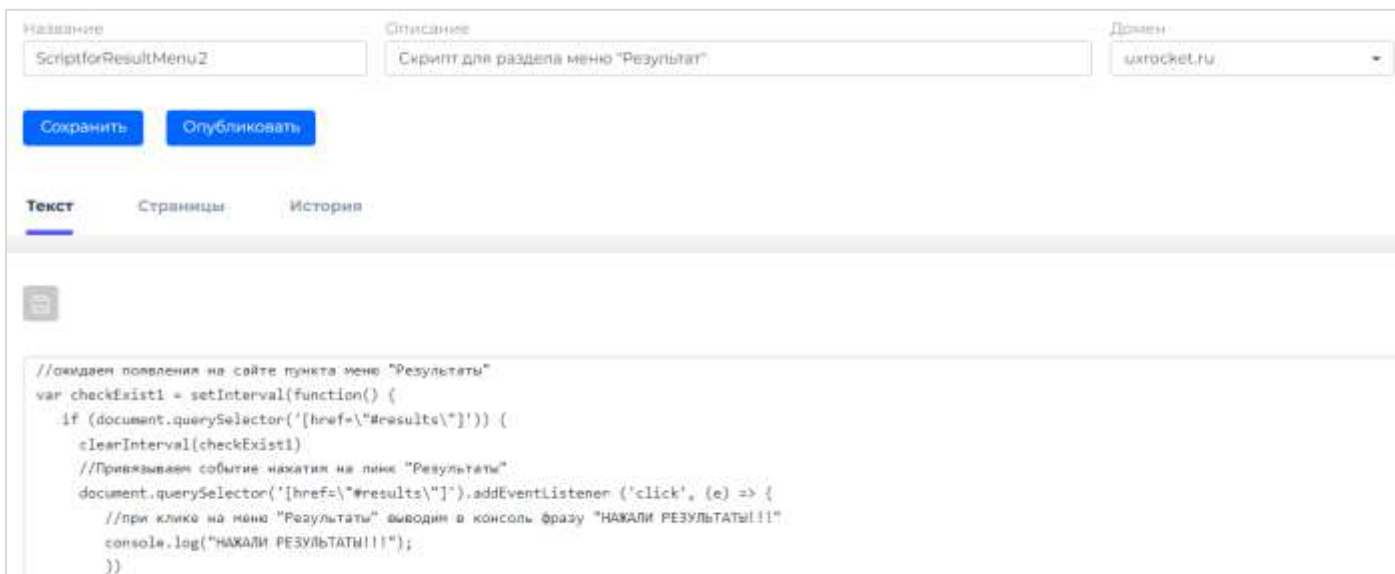 Название Описание Домен
ScriptforResultMenu2 Скрипт для раздела меню "Результат" uxrocket.ru
Сохранить Опубликовать
Текст Страницы История
//ожидаем появления на сайте пункта меню "Результаты"
var checkExist1 = setInterval(function() {
if (document.querySelector('[href=\"#results\"]')) {
clearInterval(checkExist1)
//Привязываем событие нажатия на линк "Результаты"
document.querySelector('[href=\"#results\"]').addEventListener ('click', (e) => {
//при клике на меню "Результаты" выводим в консоль фразу "НАЖАЛИ РЕЗУЛЬТАТЫ!!!"
console.log("НАЖАЛИ РЕЗУЛЬТАТЫ!!!");
})